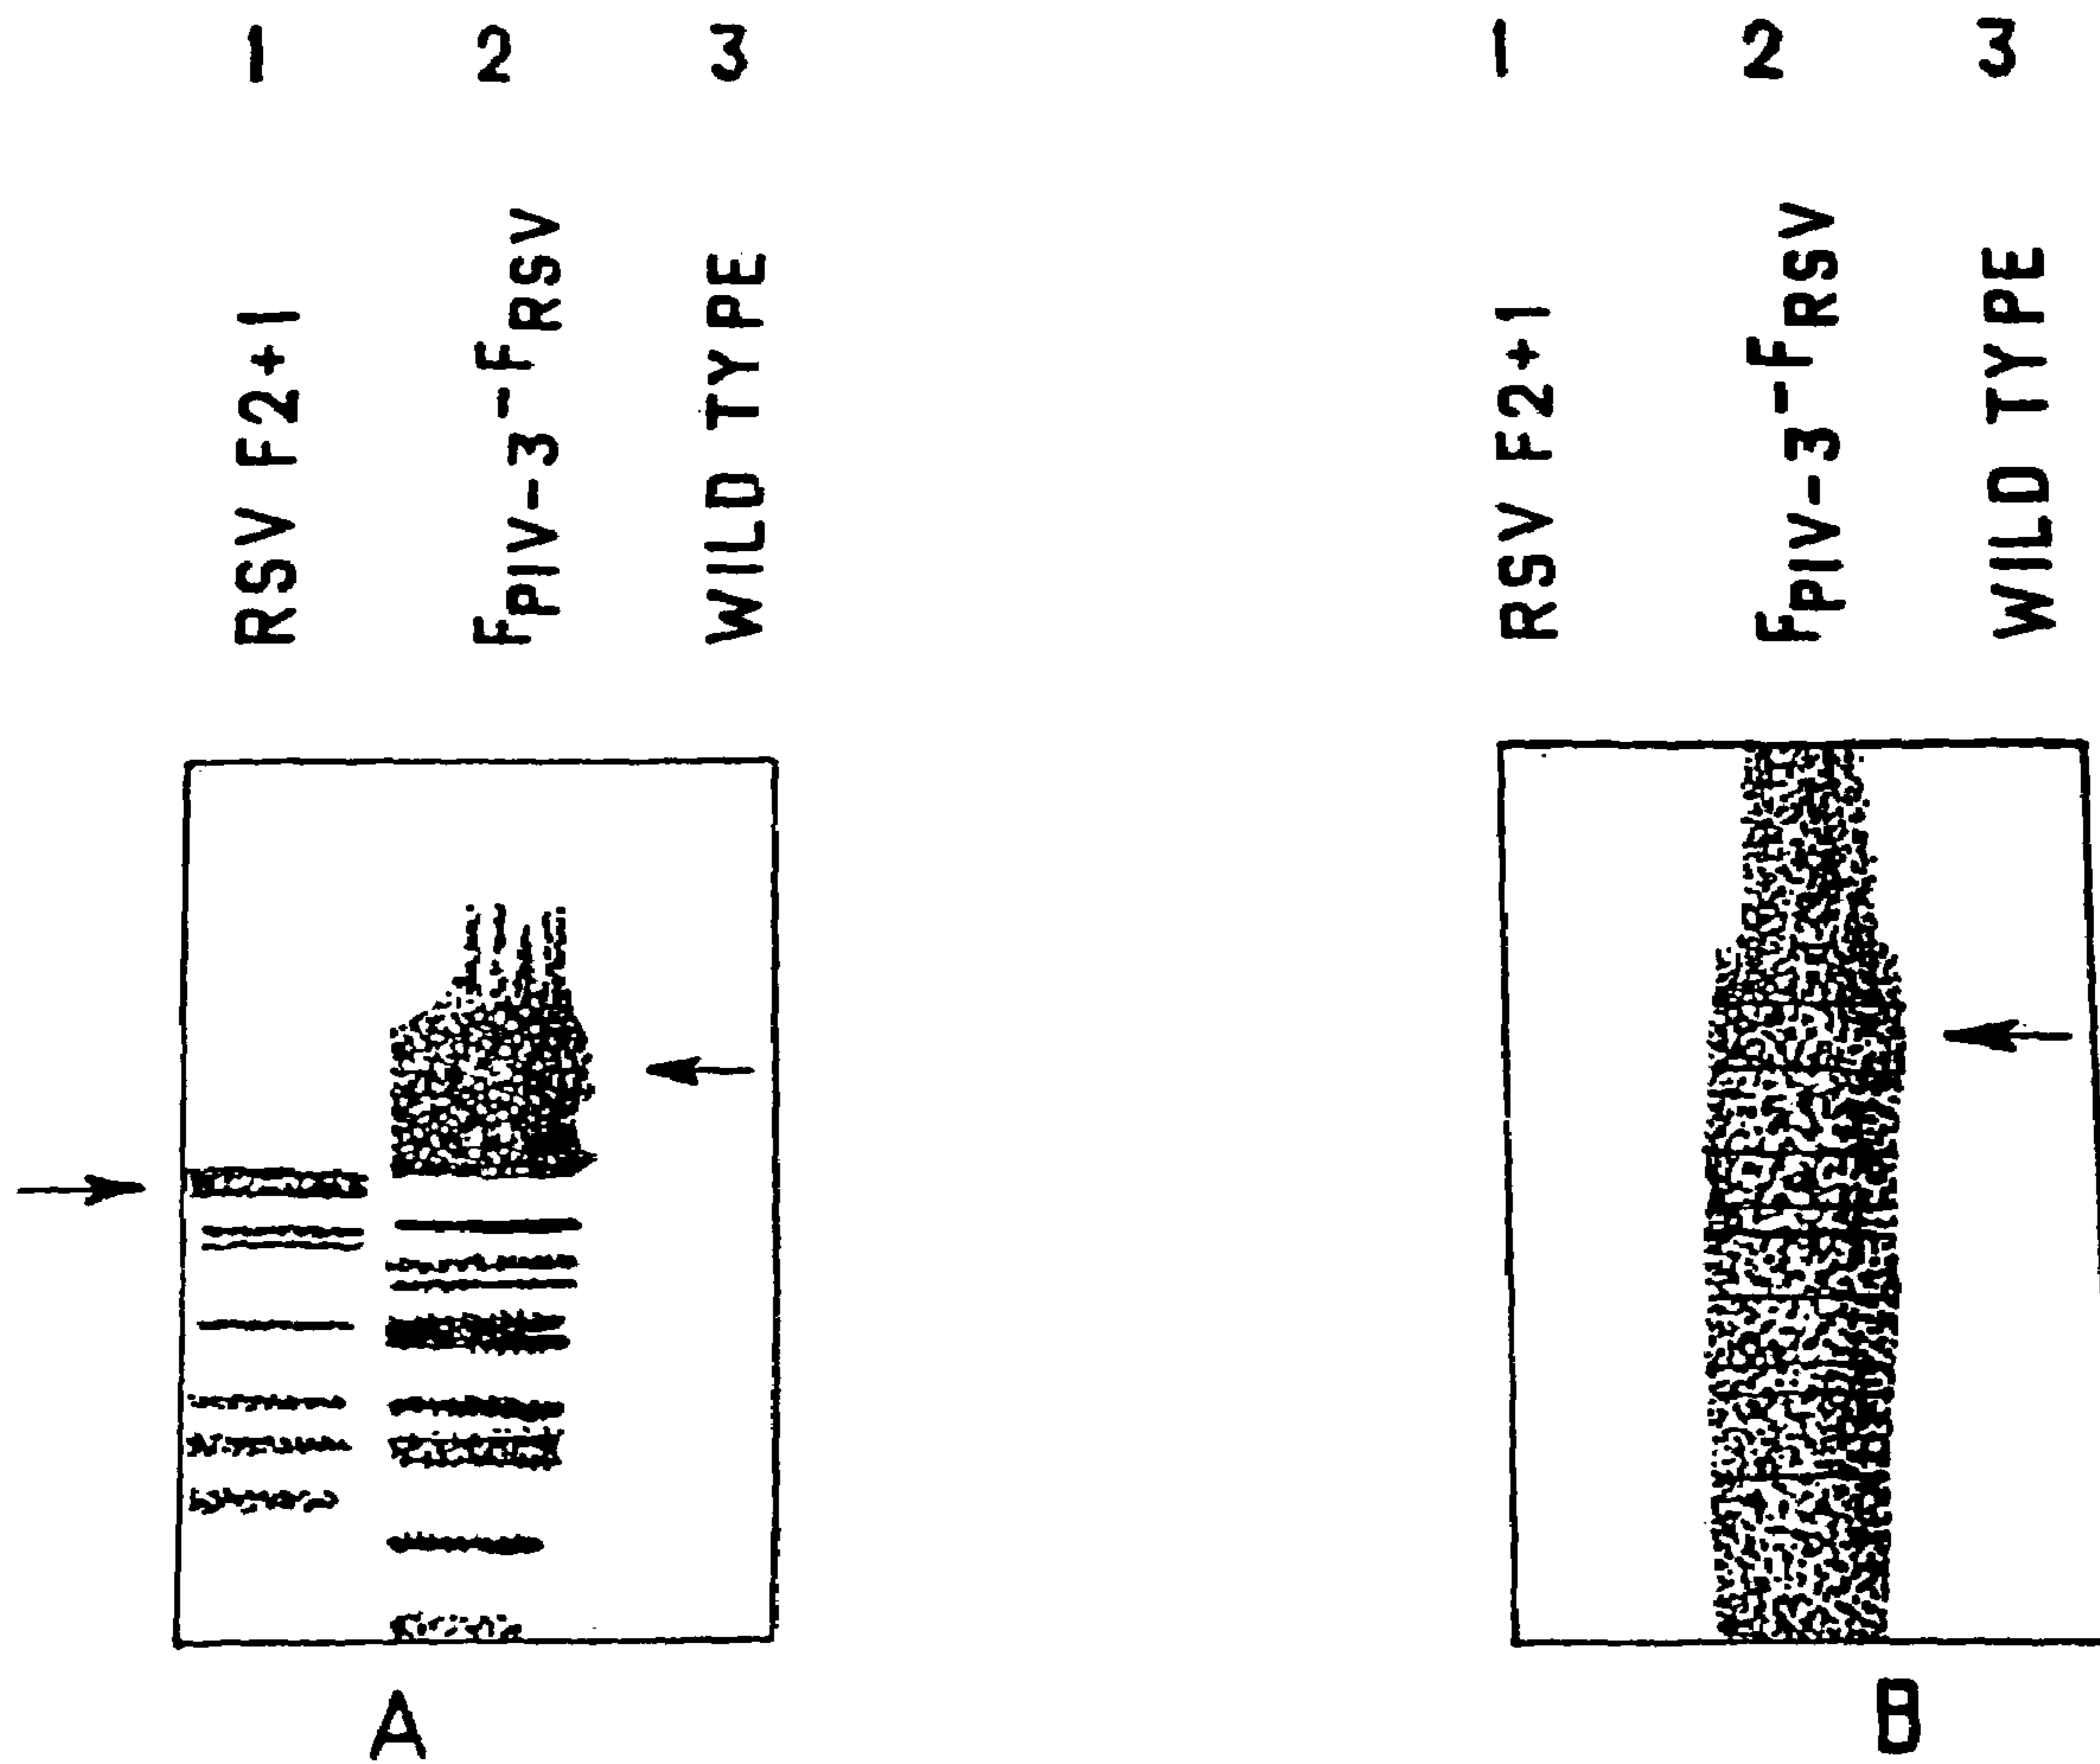 1 2 3
RSV F2+1
FPIV-3-FRSV
WILD TYPE
A
1 2 3
RSV F2+1
FPIV-3-FRSV
WILD TYPE
B